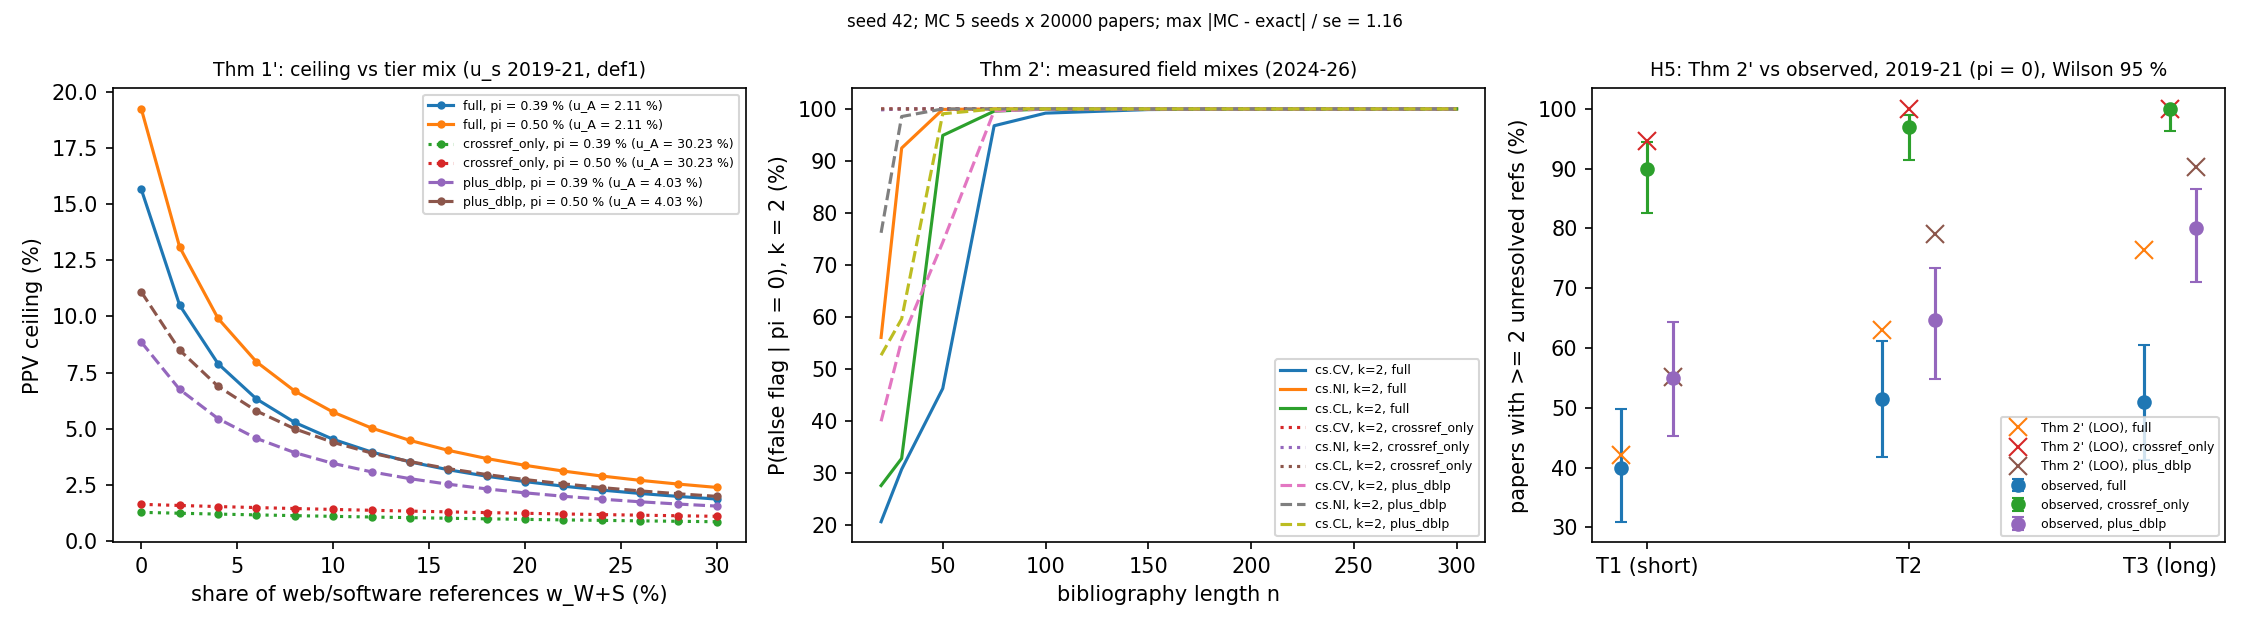 seed 42; MC 5 seeds x 20000 papers; max |MC - exact| / se = 1.16
Thm 1': ceiling vs tier mix (u_s 2019-21, def1)
PPV ceiling (%)
20.0
17.5
15.0
12.5
10.0
7.5
5.0
2.5
0.0
full, pi = 0.39 % (u_A = 2.11 %)
full, pi = 0.50 % (u_A = 2.11 %)
crossref_only, pi = 0.39 % (u_A = 30.23 %)
crossref_only, pi = 0.50 % (u_A = 30.23 %)
plus_dblp, pi = 0.39 % (u_A = 4.03 %)
plus_dblp, pi = 0.50 % (u_A = 4.03 %)
0 5 10 15 20 25 30
share of web/software references w_W+S (%)
Thm 2': measured field mixes (2024-26)
P(false flag | pi = 0), k = 2 (%)
100
90
80
70
60
50
40
30
20
cs.CV, k=2, full
cs.NI, k=2, full
cs.CL, k=2, full
cs.CV, k=2, crossref_only
cs.NI, k=2, crossref_only
cs.CL, k=2, crossref_only
cs.CV, k=2, plus_dblp
cs.NI, k=2, plus_dblp
cs.CL, k=2, plus_dblp
50 100 150 200 250 300
bibliography length n
H5: Thm 2' vs observed, 2019-21 (pi = 0), Wilson 95 %
papers with >= 2 unresolved refs (%)
100
90
80
70
60
50
40
30
Thm 2' (LOO), full
Thm 2' (LOO), crossref_only
Thm 2' (LOO), plus_dblp
observed, full
observed, crossref_only
observed, plus_dblp
T1 (short) T2 T3 (long)